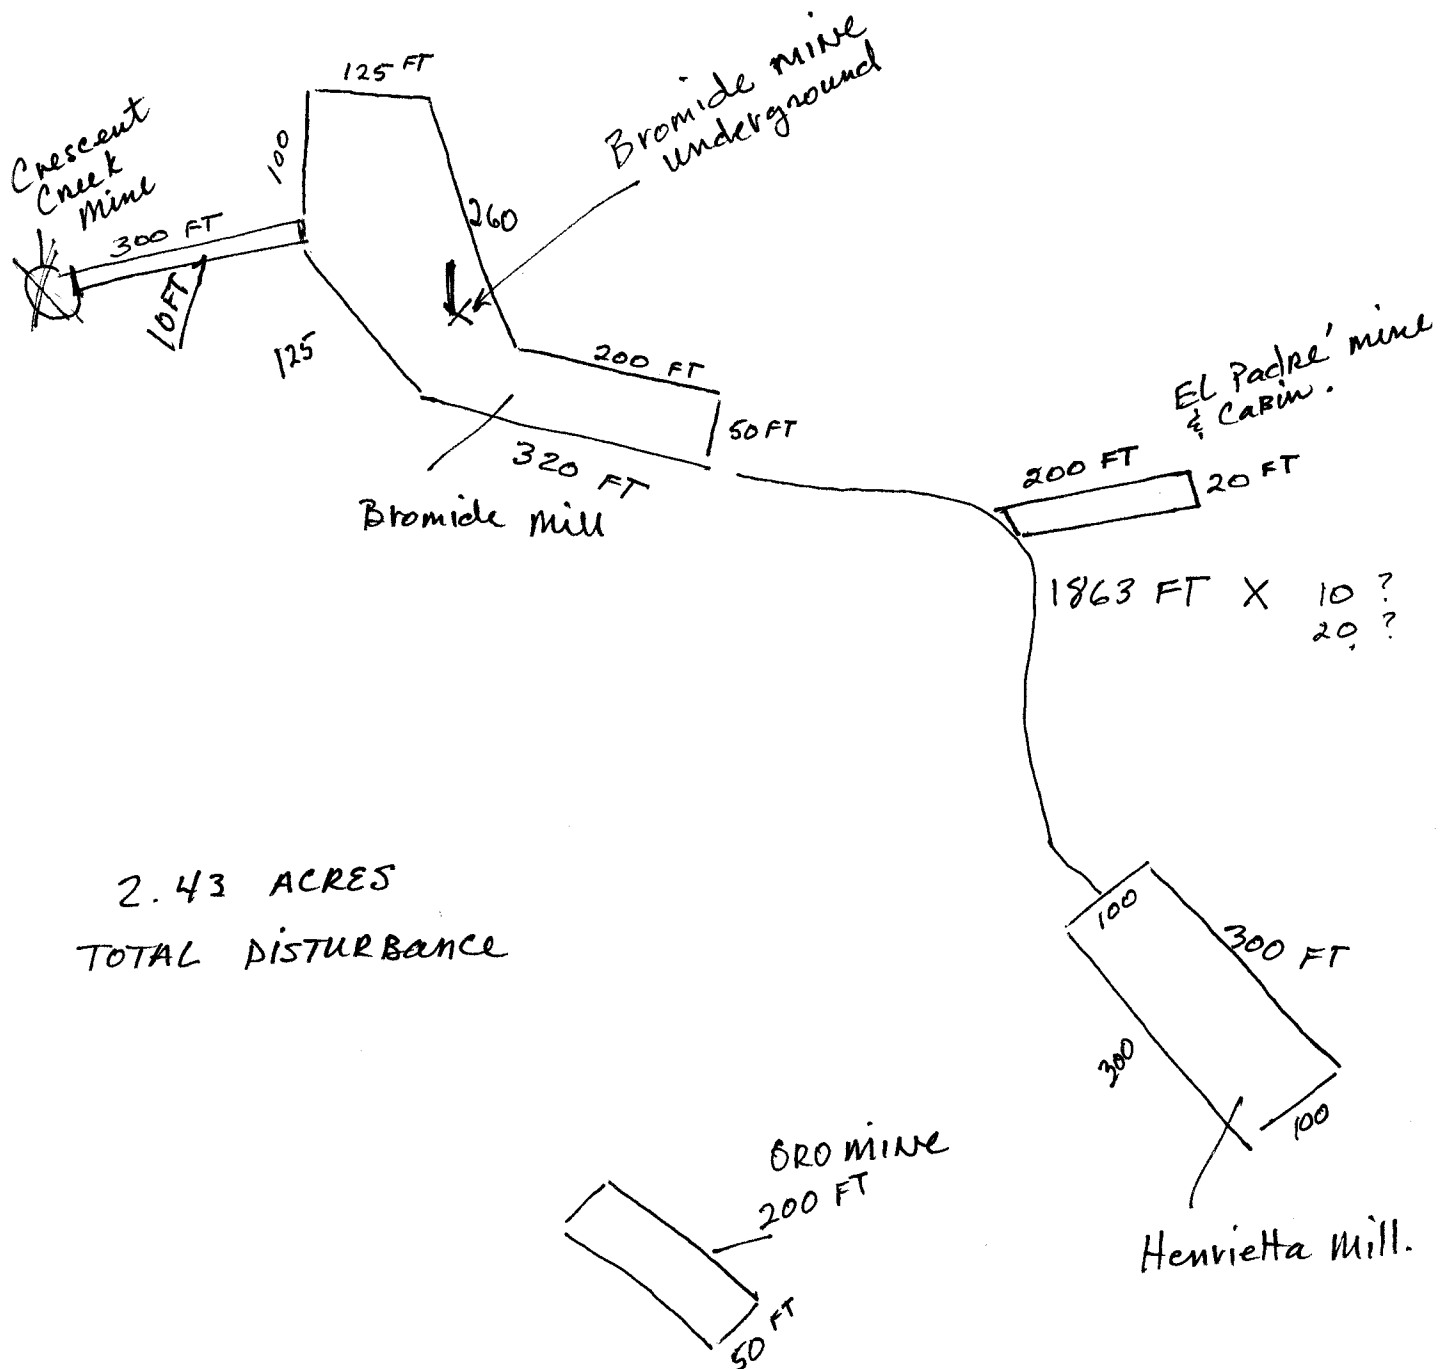 Bromide mine
underground
125 FT
100
260
Crescent
Creek
Mine
300 FT
10 FT
125
200 FT
50 FT
320 FT
Bromide Mill
El Padre' mine
& Cabin.
200 FT
20 FT
1863 FT X 10 ?
20 ?
2.43 ACRES
TOTAL DISTURBANCE
100
300 FT
300
100
Henrietta Mill.
ORO MINE
200 FT
50 FT